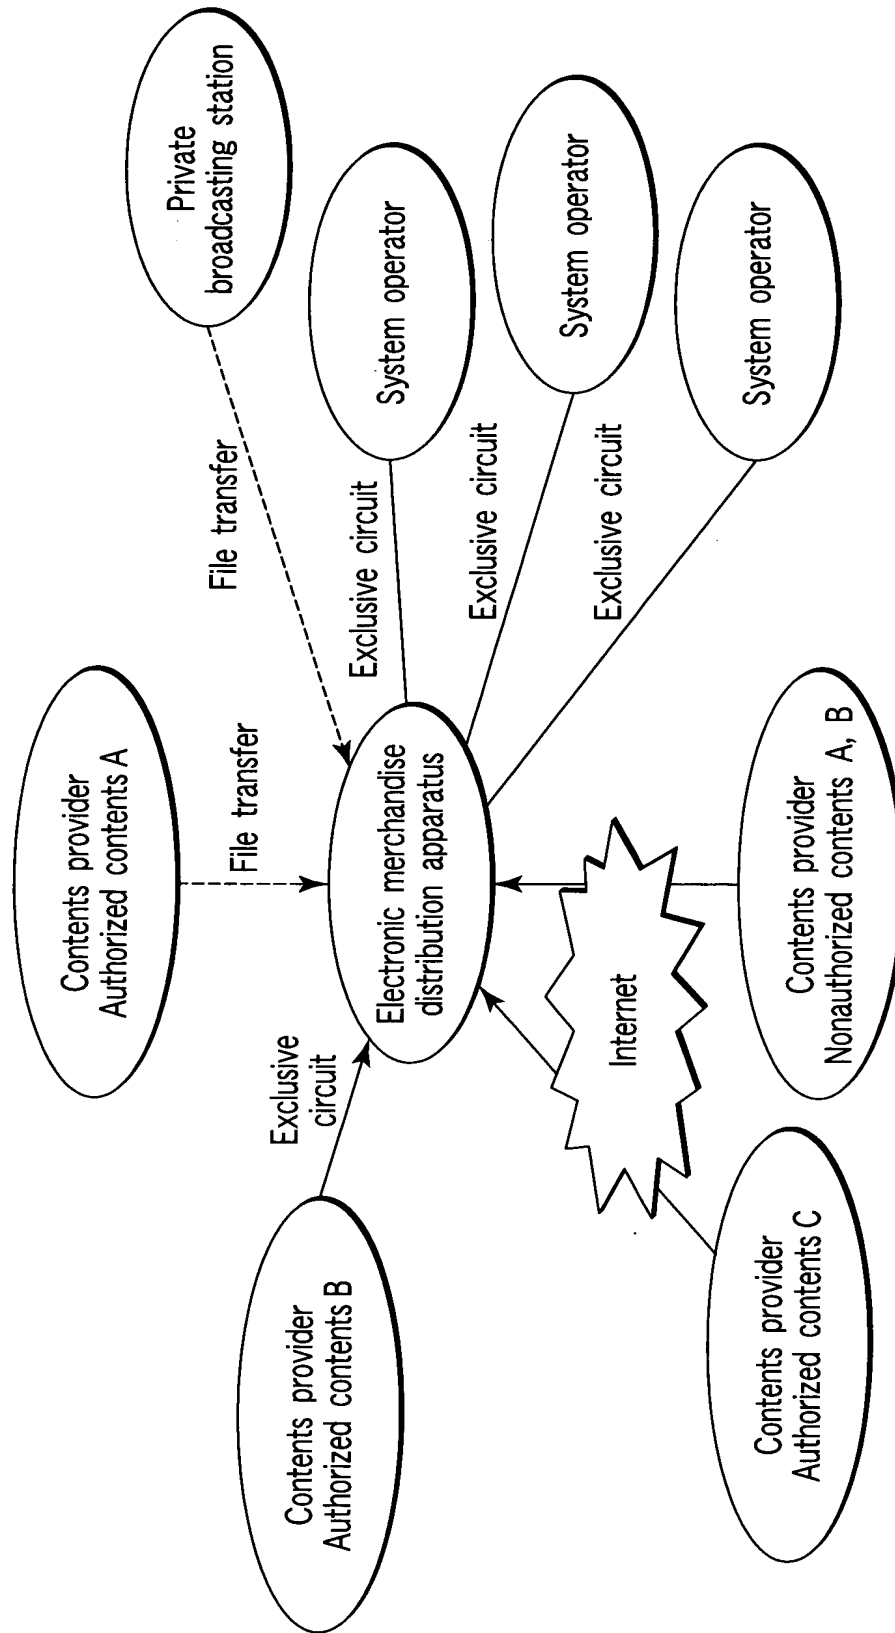 Contents provider
Authorized contents B
Exclusive
circuit
Contents provider
Authorized contents A
File transfer
File transfer
Private
broadcasting station
Electronic merchandise
distribution apparatus
Exclusive circuit
System operator
Exclusive circuit
System operator
Exclusive circuit
System operator
Internet
Contents provider
Authorized contents C
Contents provider
Nonauthorized contents A, B